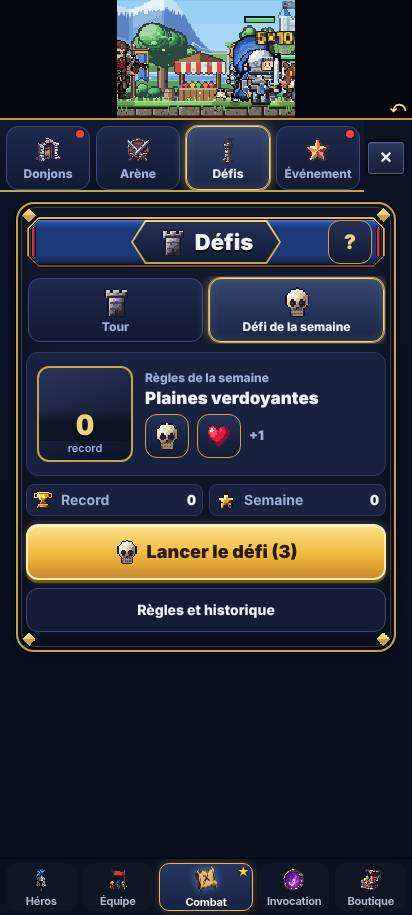 5×10
Donjons
Arène
Défis
Événement
×
Défis
?
Tour
Défi de la semaine
Règles de la semaine
Plaines verdoyantes
0
record
+1
Record 0
Semaine 0
Lancer le défi (3)
Règles et historique
Héros
Équipe
Combat
Invocation
Boutique